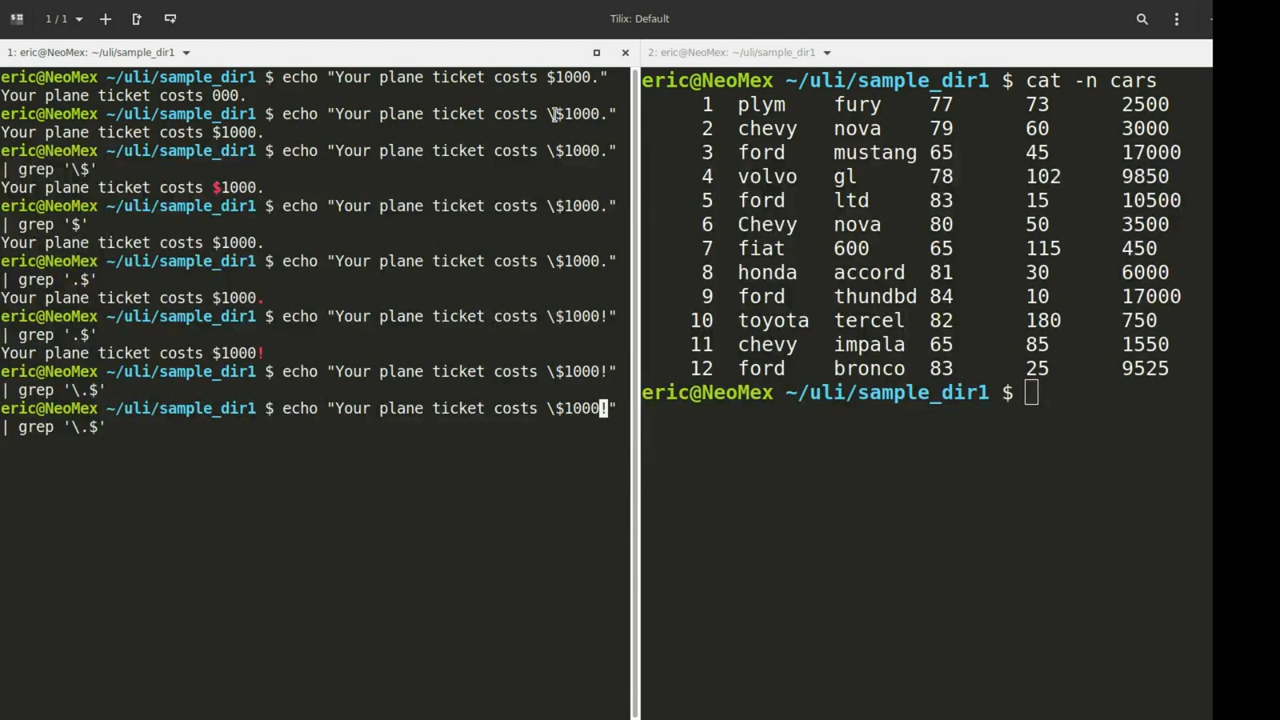 1 / 1
Tilix: Default
1: eric@NeoMex: ~/uli/sample_dir1
eric@NeoMex ~/uli/sample_dir1 $ echo "Your plane ticket costs $1000."
Your plane ticket costs 000.
eric@NeoMex ~/uli/sample_dir1 $ echo "Your plane ticket costs \$1000."
Your plane ticket costs $1000.
eric@NeoMex ~/uli/sample_dir1 $ echo "Your plane ticket costs \$1000."
| grep '\$'
Your plane ticket costs $1000.
eric@NeoMex ~/uli/sample_dir1 $ echo "Your plane ticket costs \$1000."
| grep '$'
Your plane ticket costs $1000.
eric@NeoMex ~/uli/sample_dir1 $ echo "Your plane ticket costs \$1000."
| grep '.$'
Your plane ticket costs $1000.
eric@NeoMex ~/uli/sample_dir1 $ echo "Your plane ticket costs \$1000!"
| grep '.$'
Your plane ticket costs $1000!
eric@NeoMex ~/uli/sample_dir1 $ echo "Your plane ticket costs \$1000!"
| grep '\.$'
eric@NeoMex ~/uli/sample_dir1 $ echo "Your plane ticket costs \$1000!"
| grep '\.$'
2: eric@NeoMex: ~/uli/sample_dir1
eric@NeoMex ~/uli/sample_dir1 $ cat -n cars
1 plym fury 77 73 2500
2 chevy nova 79 60 3000
3 ford mustang 65 45 17000
4 volvo gl 78 102 9850
5 ford ltd 83 15 10500
6 Chevy nova 80 50 3500
7 fiat 600 65 115 450
8 honda accord 81 30 6000
9 ford thundbd 84 10 17000
10 toyota tercel 82 180 750
11 chevy impala 65 85 1550
12 ford bronco 83 25 9525
eric@NeoMex ~/uli/sample_dir1 $